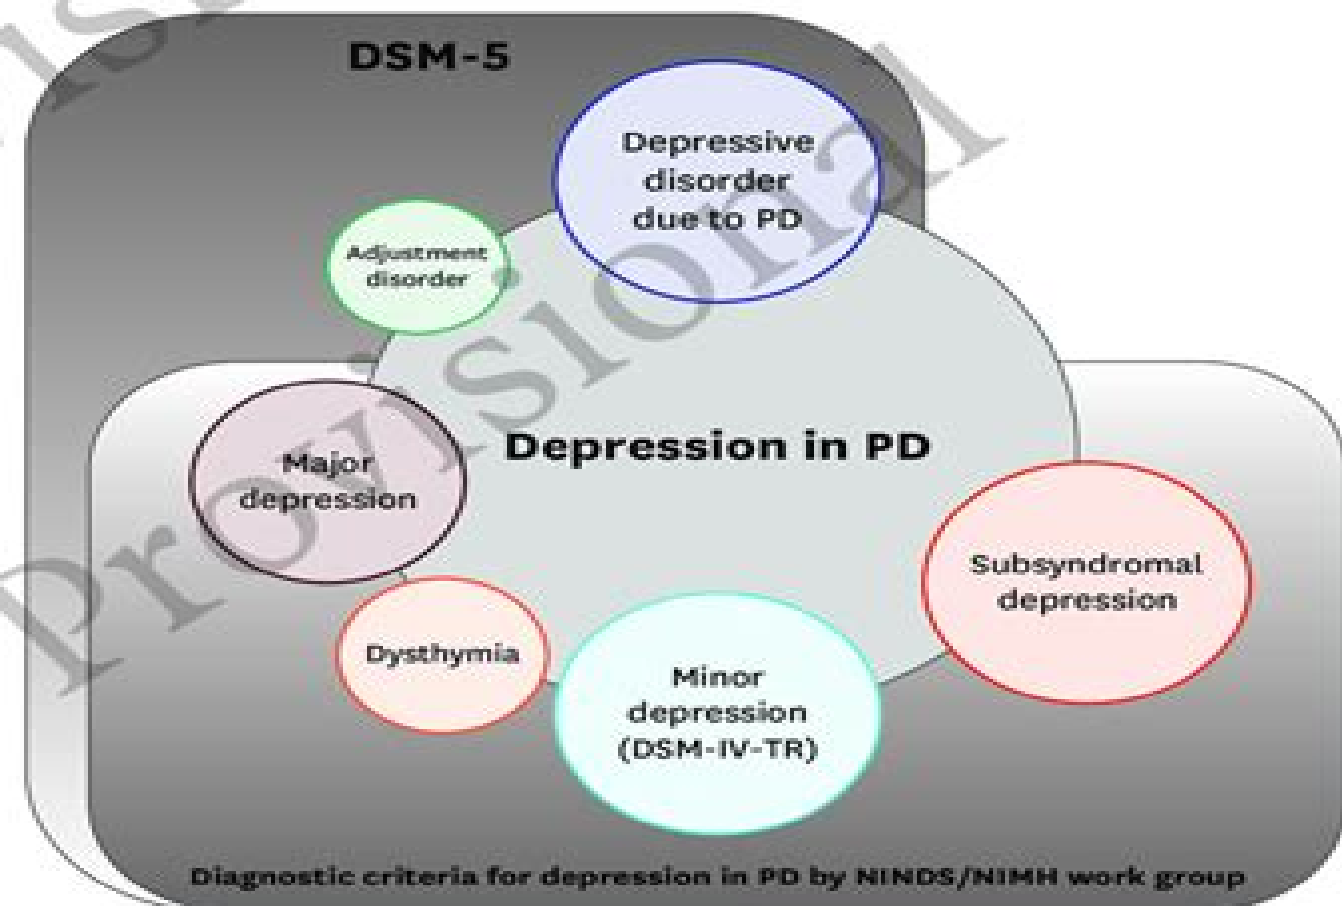 DSM-5
Depressive
disorder
due to PD
Adjustment
disorder
Depression in PD
Major
depression
Subsyndromal
depression
Dysthymia
Minor
depression
(DSM-IV-TR)
Diagnostic criteria for depression in PD by NINDS/NIMH work group
Provisional